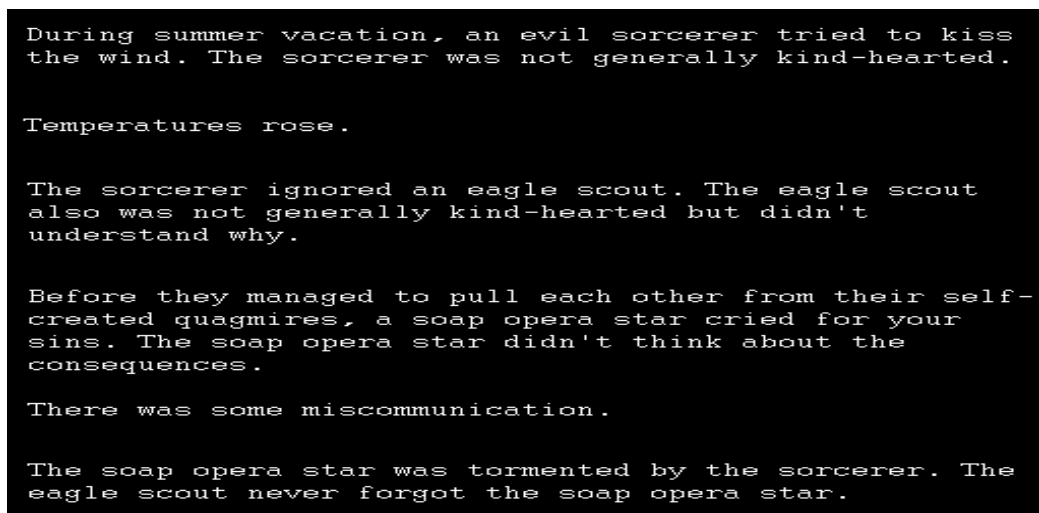 During summer vacation, an evil sorcerer tried to kiss
the wind. The sorcerer was not generally kind-hearted.
Temperatures rose.
The sorcerer ignored an eagle scout. The eagle scout
also was not generally kind-hearted but didn't
understand why.
Before they managed to pull each other from their self-
created quagmires, a soap opera star cried for your
sins. The soap opera star didn't think about the
consequences.
There was some miscommunication.
The soap opera star was tormented by the sorcerer. The
eagle scout never forgot the soap opera star.